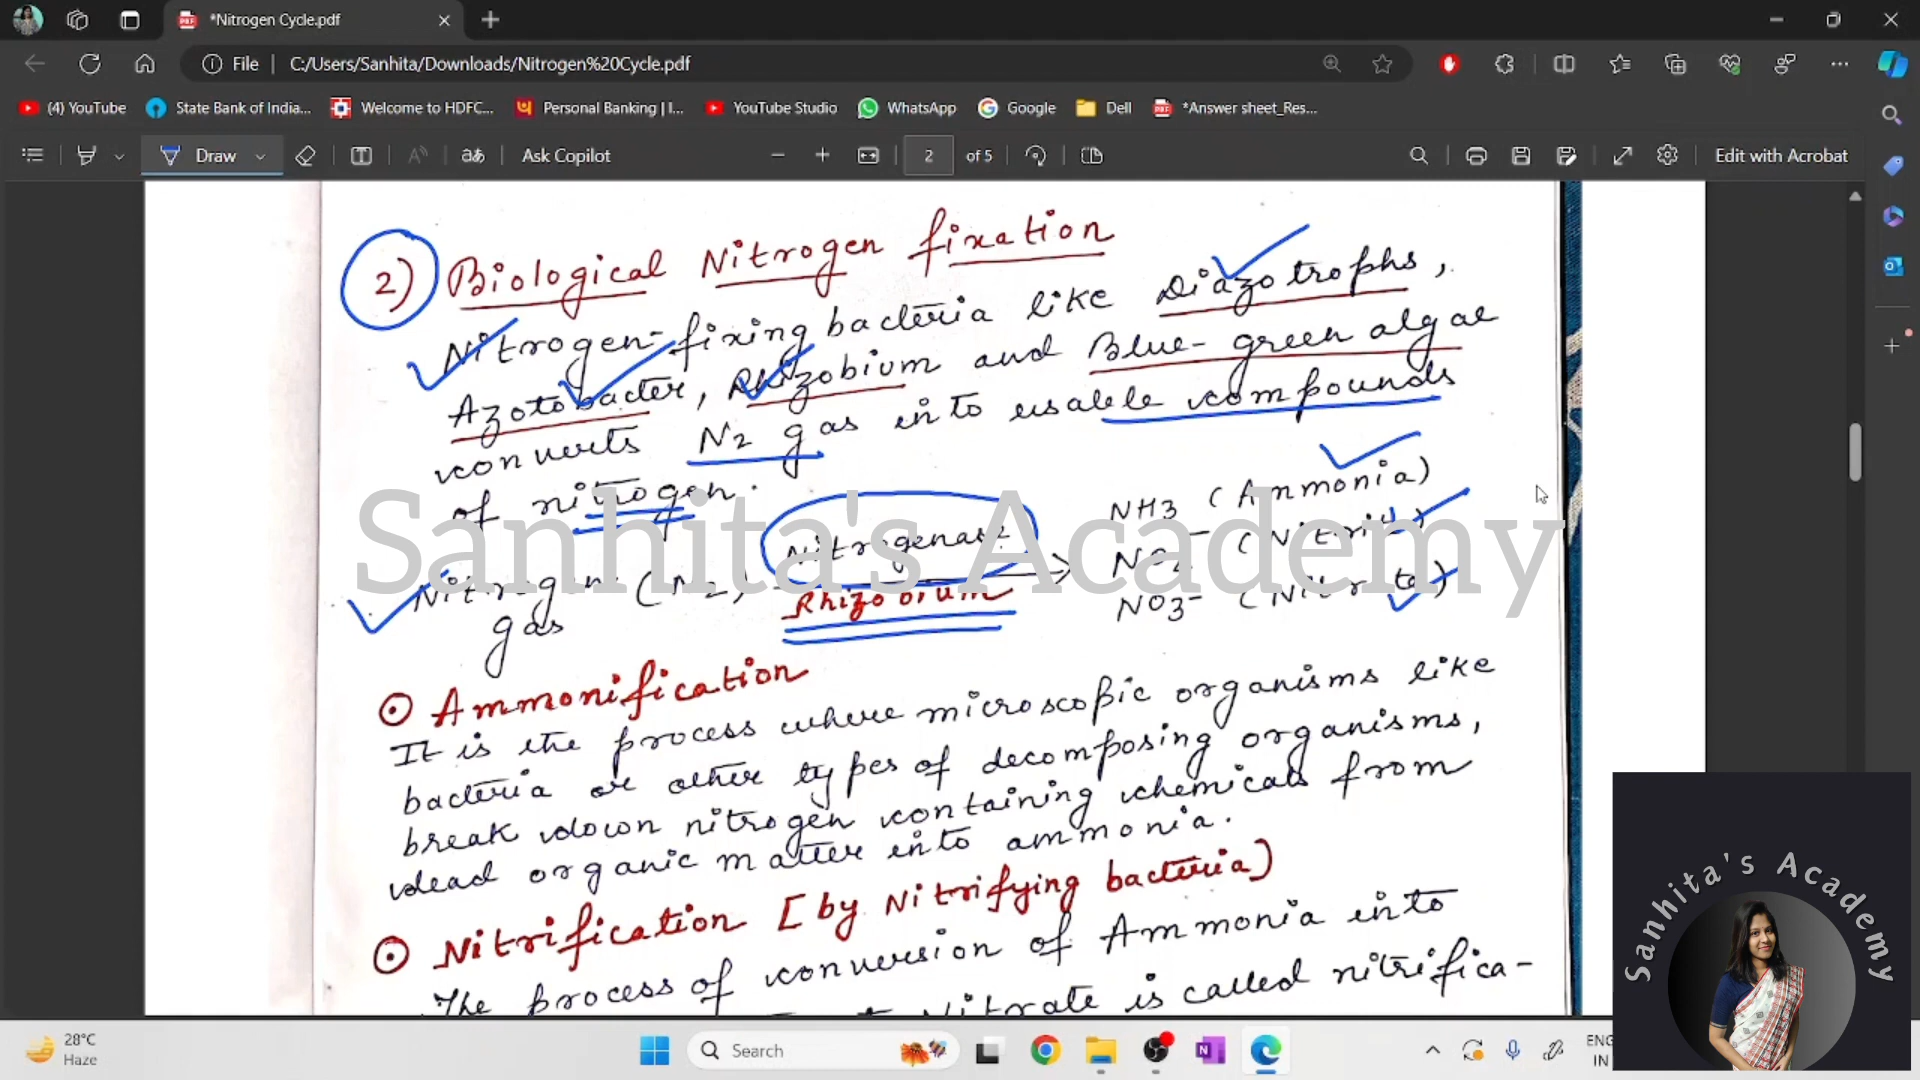 *Nitrogen Cycle.pdf
File | C:/Users/Sanhita/Downloads/Nitrogen%20Cycle.pdf
(4) YouTube State Bank of India... Welcome to HDFC... Personal Banking | I... YouTube Studio WhatsApp Google Dell *Answer sheet_Res...
Draw Ask Copilot 2 of 5 Edit with Acrobat
2) Biological Nitrogen fixation
Nitrogen-fixing bacteria like Diazotrophs,
Azotobacter, Rhizobium and Blue-green algae
converts N2 gas into usable compounds
of nitrogen.
Sanhita's Academy
Nitrogen (N2) Nitrogenase NH3 (Ammonia)
gas Rhizobium NO2- (Nitrite)
NO3- (Nitrate)
Ammonification
It is the process where microscopic organisms like
bacteria or other types of decomposing organisms,
break down nitrogen containing chemicals from
dead organic matter into ammonia.
Nitrification [by Nitrifying bacteria)
The process of conversion of Ammonia into
Nitrate is called nitrifica-
Sanhita's Academy
28°C
Haze
Search
ENG
IN